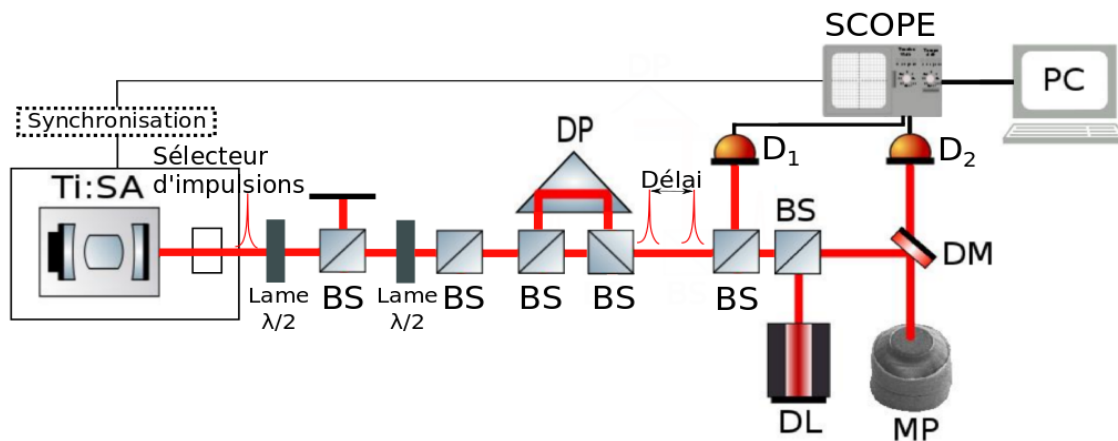 SCOPE
PC
Synchronisation
Sélecteur
d'impulsions
Ti:SA
DP
Délai
D1
D2
BS
DM
Lame
λ/2
BS
Lame
λ/2
BS
BS
BS
BS
DL
MP